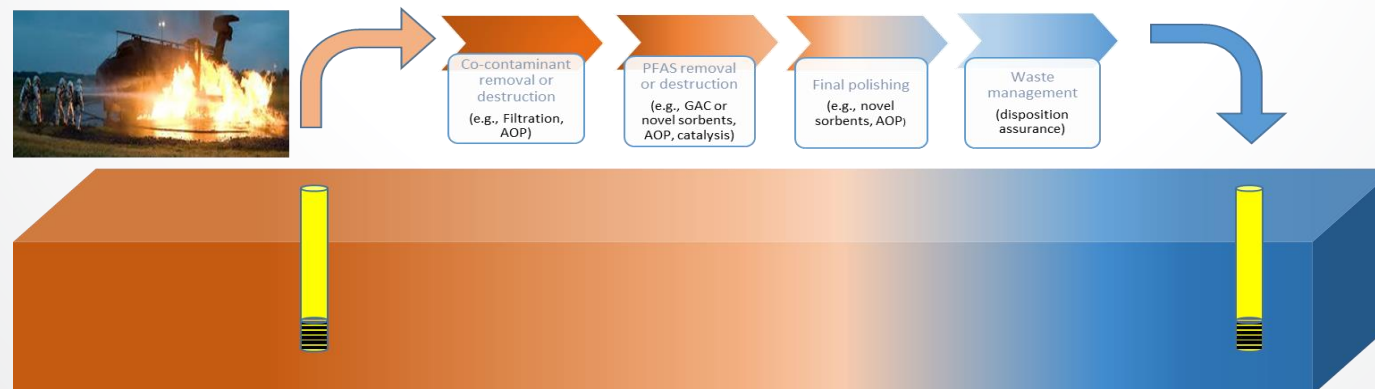 Co-contaminant
removal or
destruction
(e.g., Filtration,
AOP)
PFAS removal
or destruction
(e.g., GAC or
novel sorbents,
AOP, catalysis)
Final polishing
(e.g., novel
sorbents, AOP)
Waste
management
(disposition
assurance)